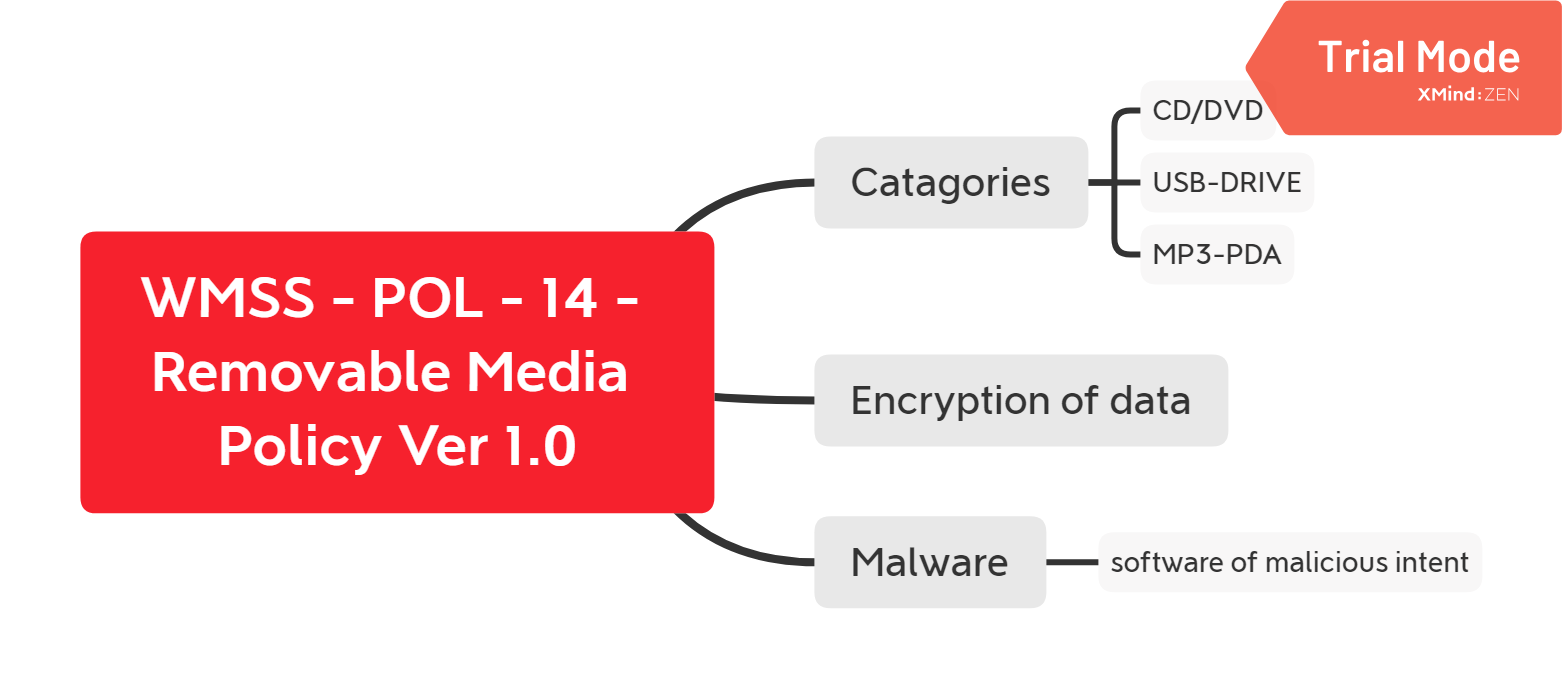 Trial Mode
XMind:ZEN
CD/DVD
Catagories
USB-DRIVE
MP3-PDA
WMSS - POL - 14 -
Removable Media
Policy Ver 1.0
Encryption of data
Malware
software of malicious intent